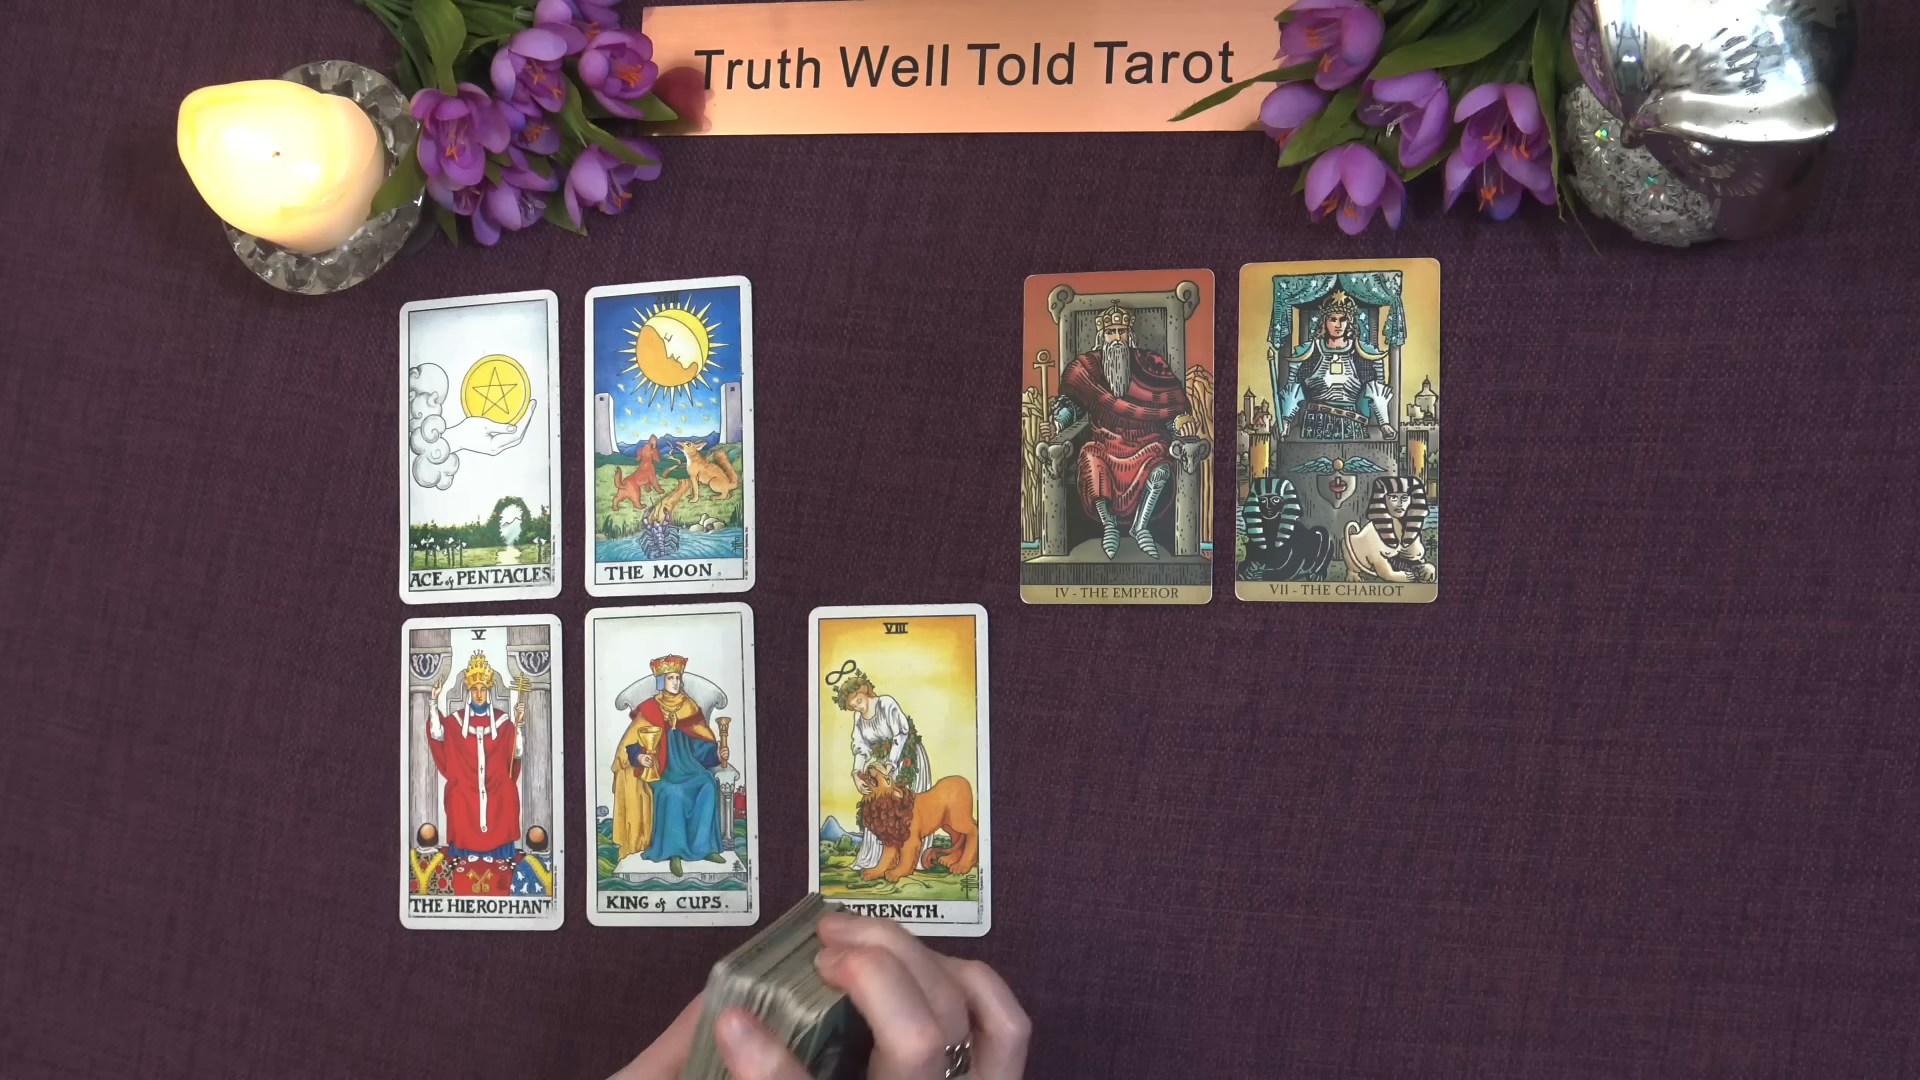 Truth Well Told Tarot
ACE of PENTACLES
THE MOON.
IV - THE EMPEROR
VII - THE CHARIOT
V
THE HIEROPHANT
KING of CUPS.
VIII
STRENGTH.